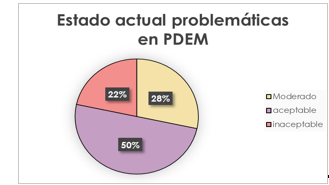 Estado actual problemáticas
en PDEM
22%
28%
50%
Moderado
aceptable
inaceptable